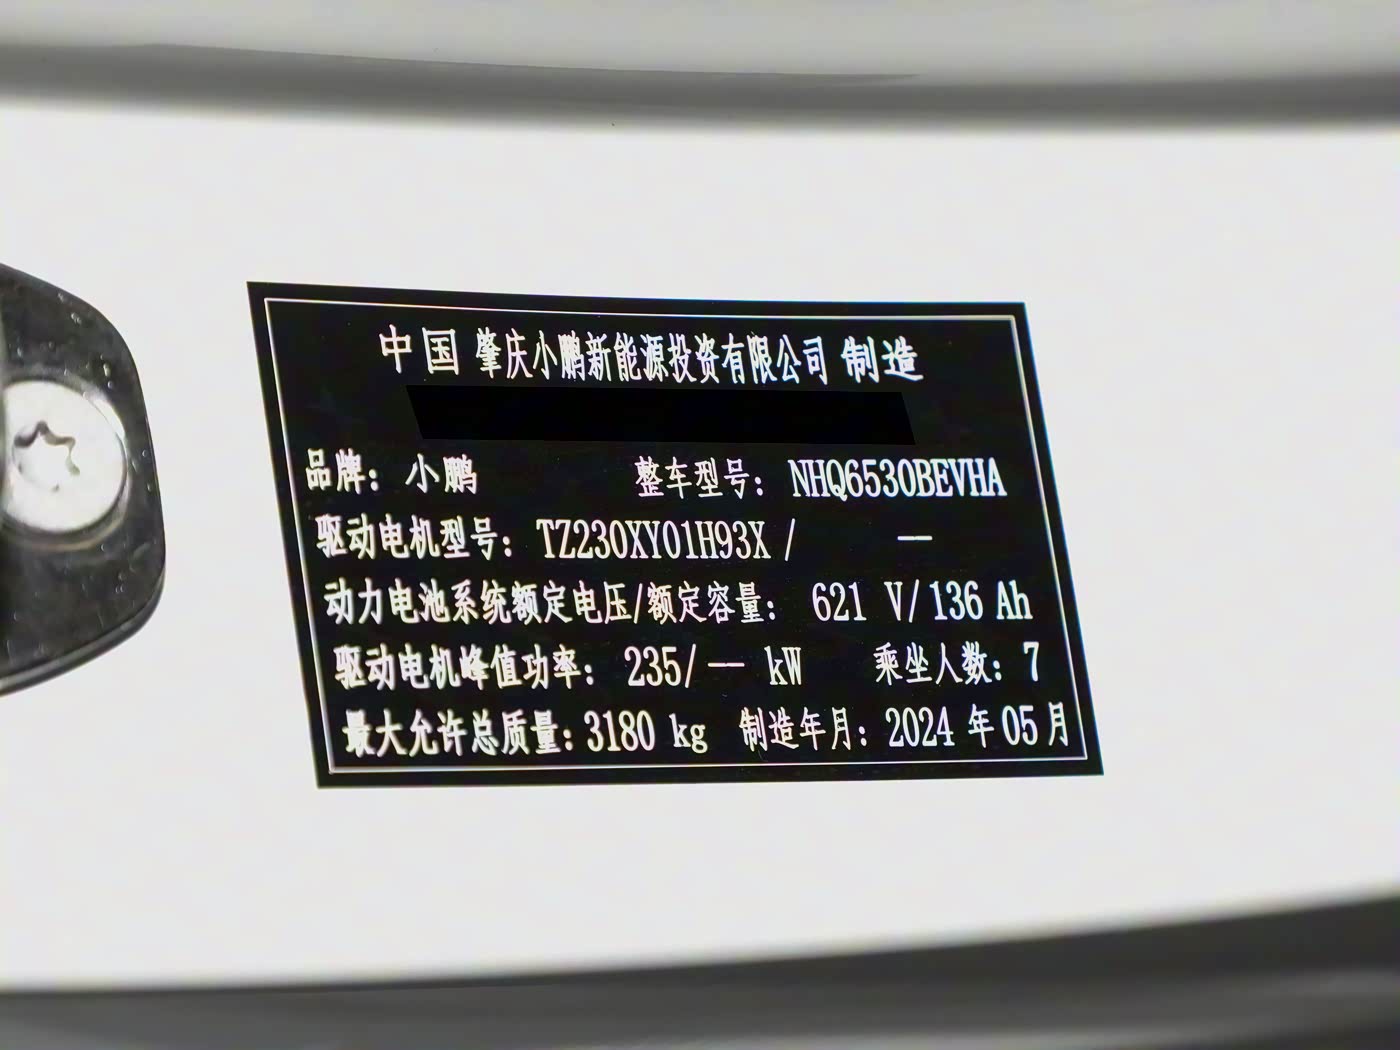 中国 肇庆小鹏新能源投资有限公司 制造
品牌： 小鹏 整车型号： NHQ6530BEVHA
驱动电机型号： TZ230XY01H93X / —
动力电池系统额定电压/额定容量： 621 V/ 136 Ah
驱动电机峰值功率： 235/ — kW 乘坐人数： 7
最大允许总质量： 3180 kg 制造年月： 2024 年 05 月